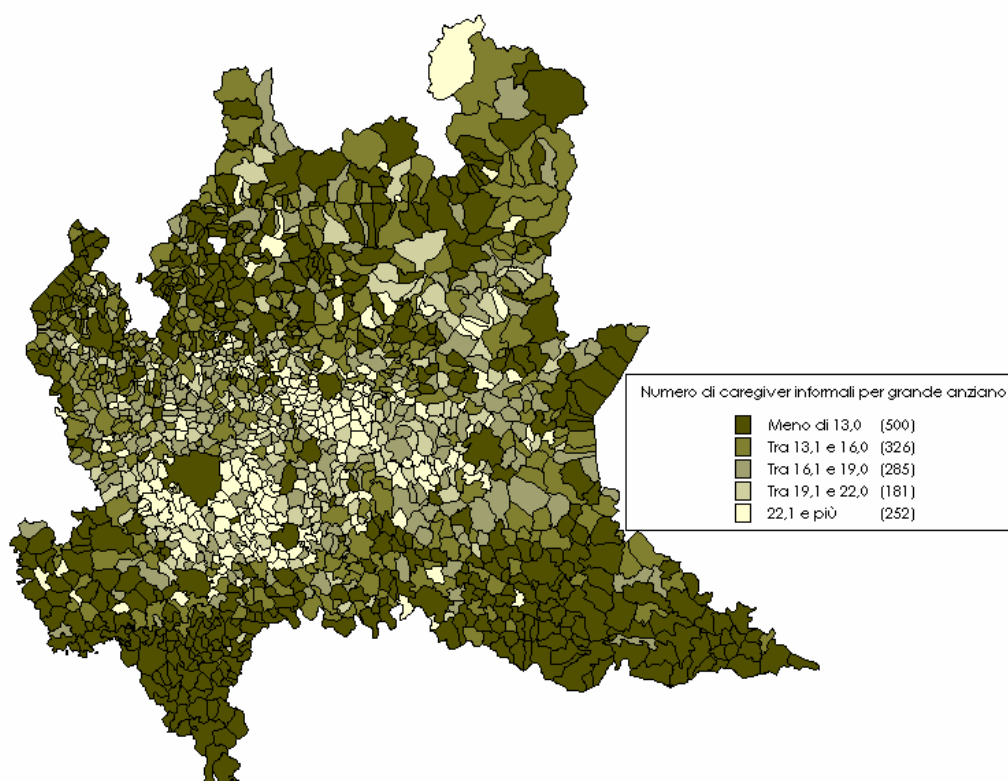 Numero di caregiver informali per grande anziano
Meno di 13,0 (500)
Tra 13,1 e 16,0 (326)
Tra 16,1 e 19,0 (285)
Tra 19,1 e 22,0 (181)
22,1 e più (252)